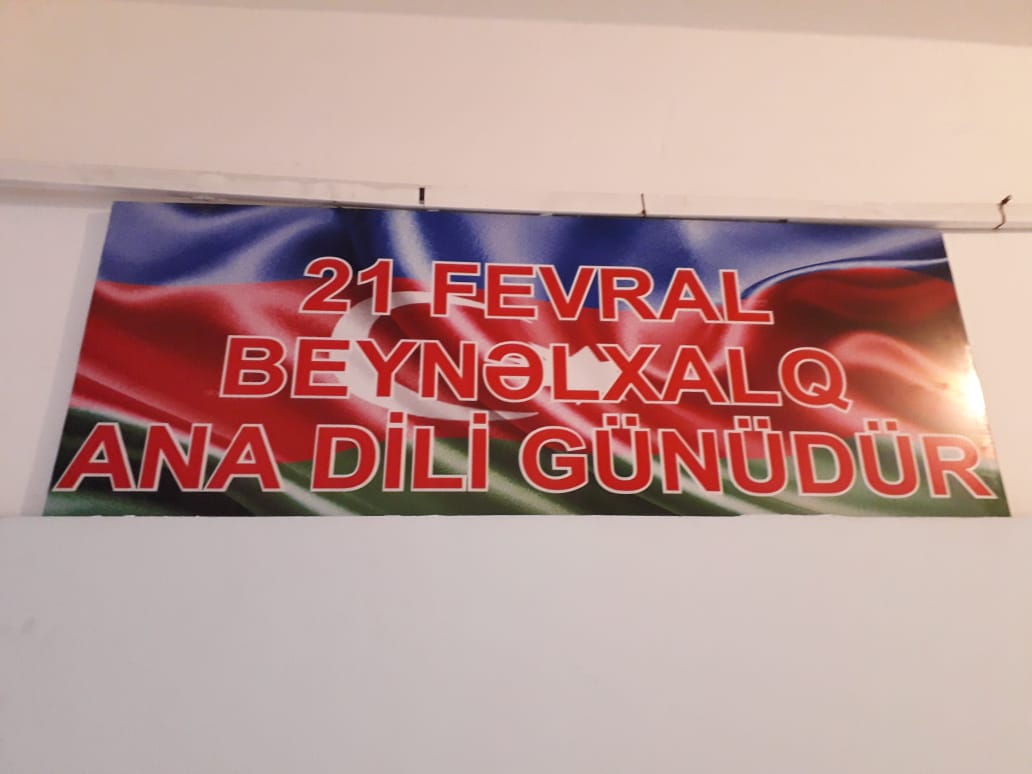 21 FEVRAL
BEYNƏLXALQ
ANA DİLİ GÜNÜDÜR